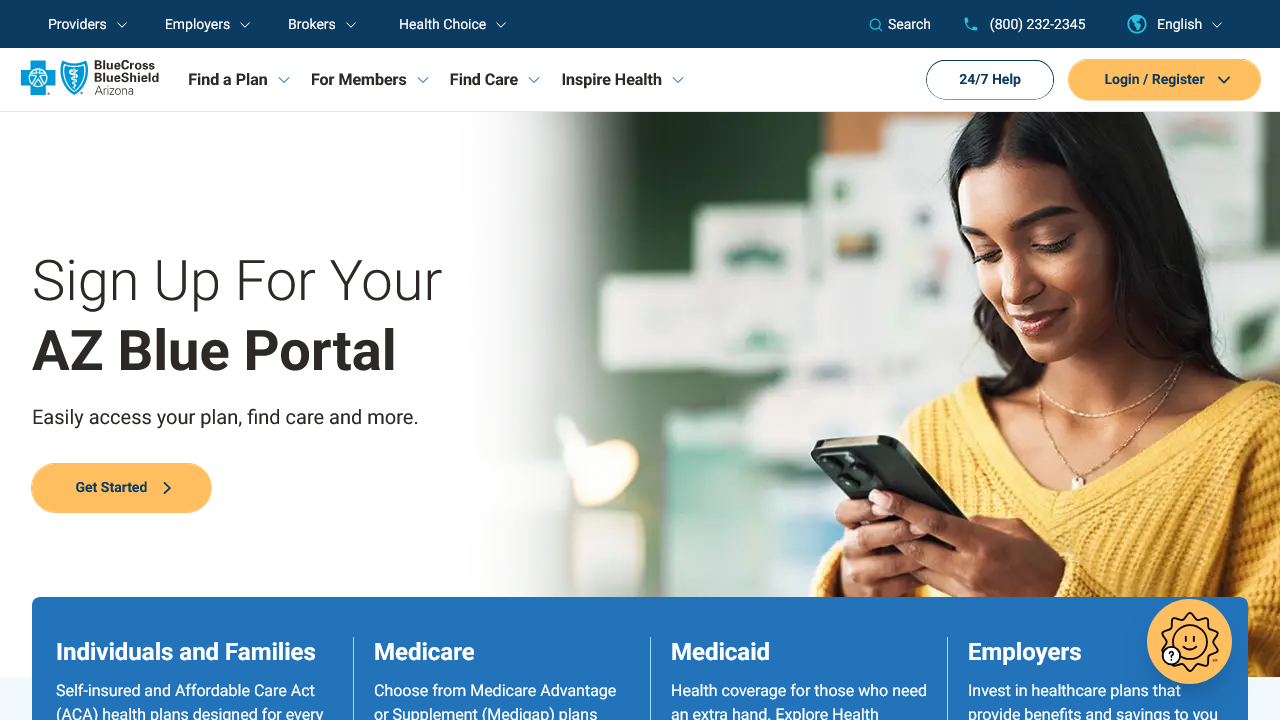 Providers
Employers
Brokers
Health Choice
Search
(800) 232-2345
English
BlueCross
BlueShield
Arizona
Find a Plan
For Members
Find Care
Inspire Health
24/7 Help
Login / Register
Sign Up For Your
AZ Blue Portal
Easily access your plan, find care and more.
Get Started
Individuals and Families
Self-insured and Affordable Care Act
(ACA) health plans designed for every
Medicare
Choose from Medicare Advantage
or Supplement (Medigap) plans
Medicaid
Health coverage for those who need
an extra hand. Explore Health
Employers
Invest in healthcare plans that
provide benefits and savings to you
?